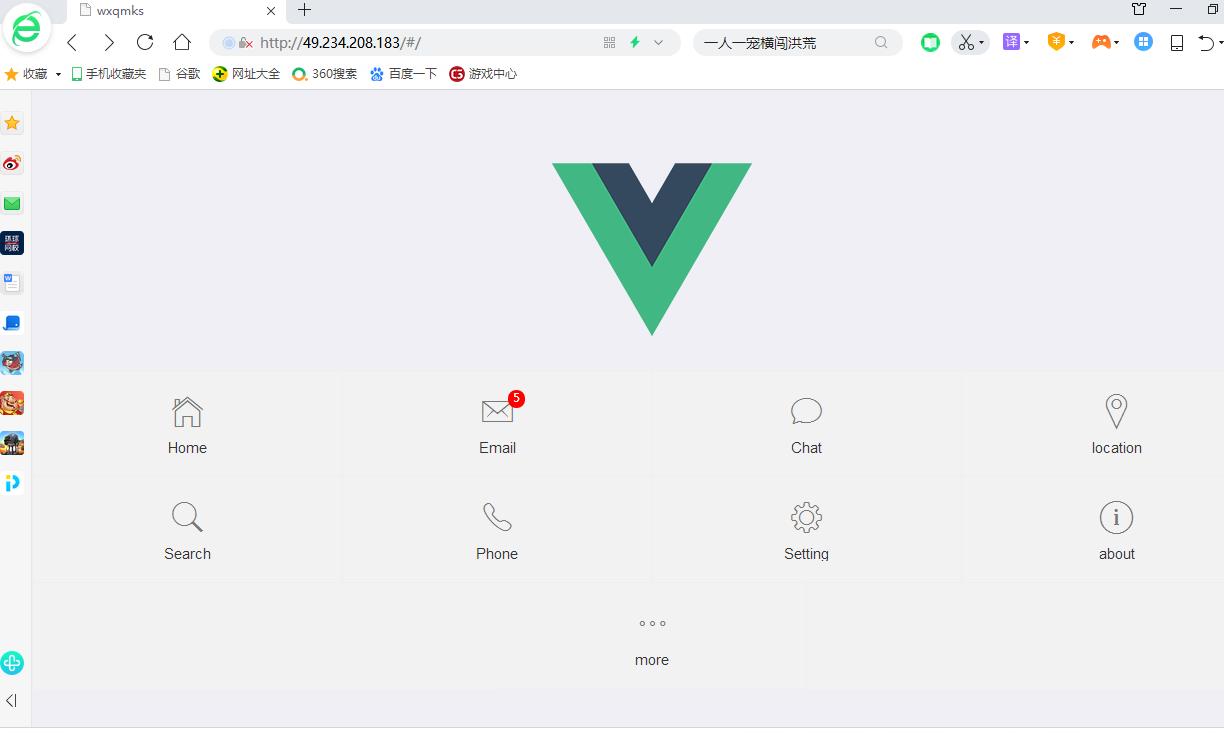 wxqmks
http://49.234.208.183/#/
一人一宠横闯洪荒
译
收藏 手机收藏夹 谷歌 网址大全 360搜索 百度一下 游戏中心
5
Home Email Chat location
Search Phone Setting about
more